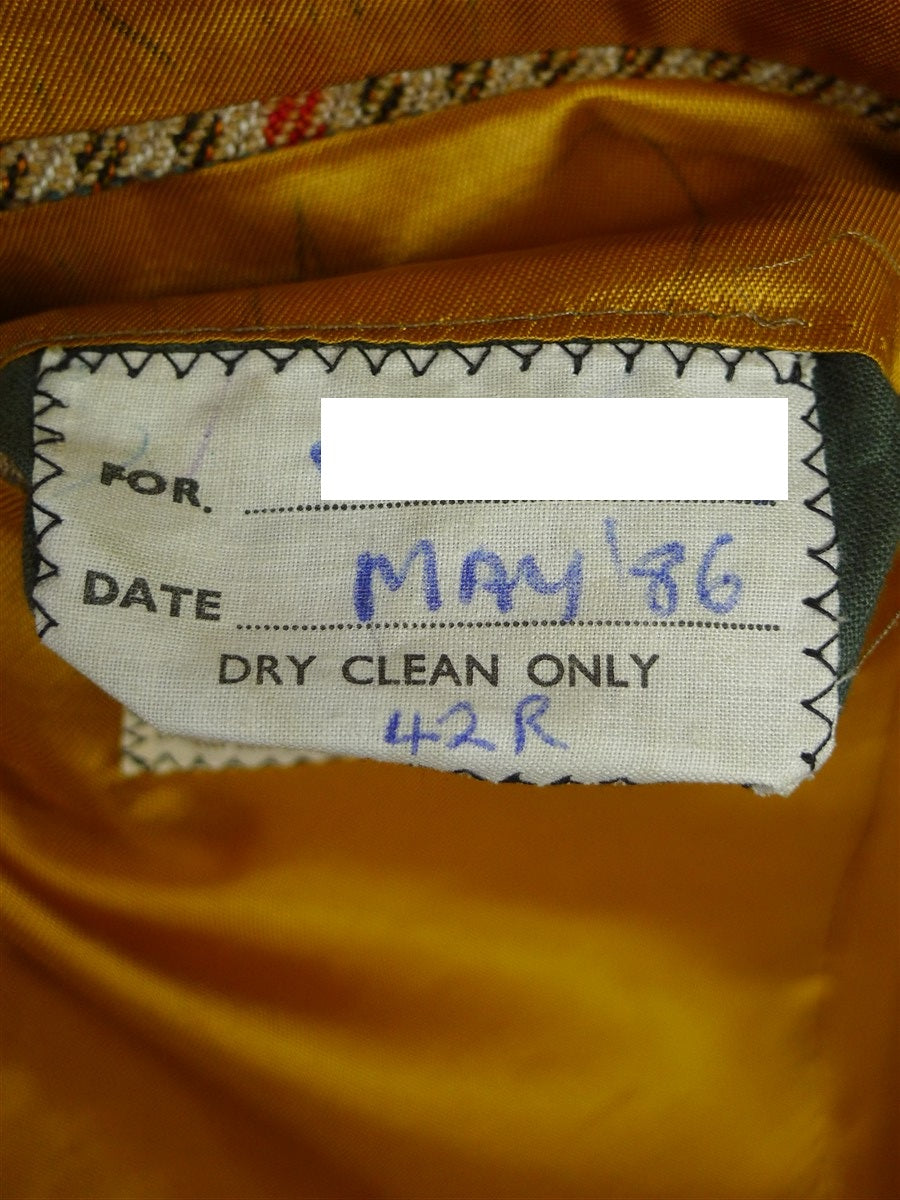 FOR.
DATE MAY '86
DRY CLEAN ONLY
42R